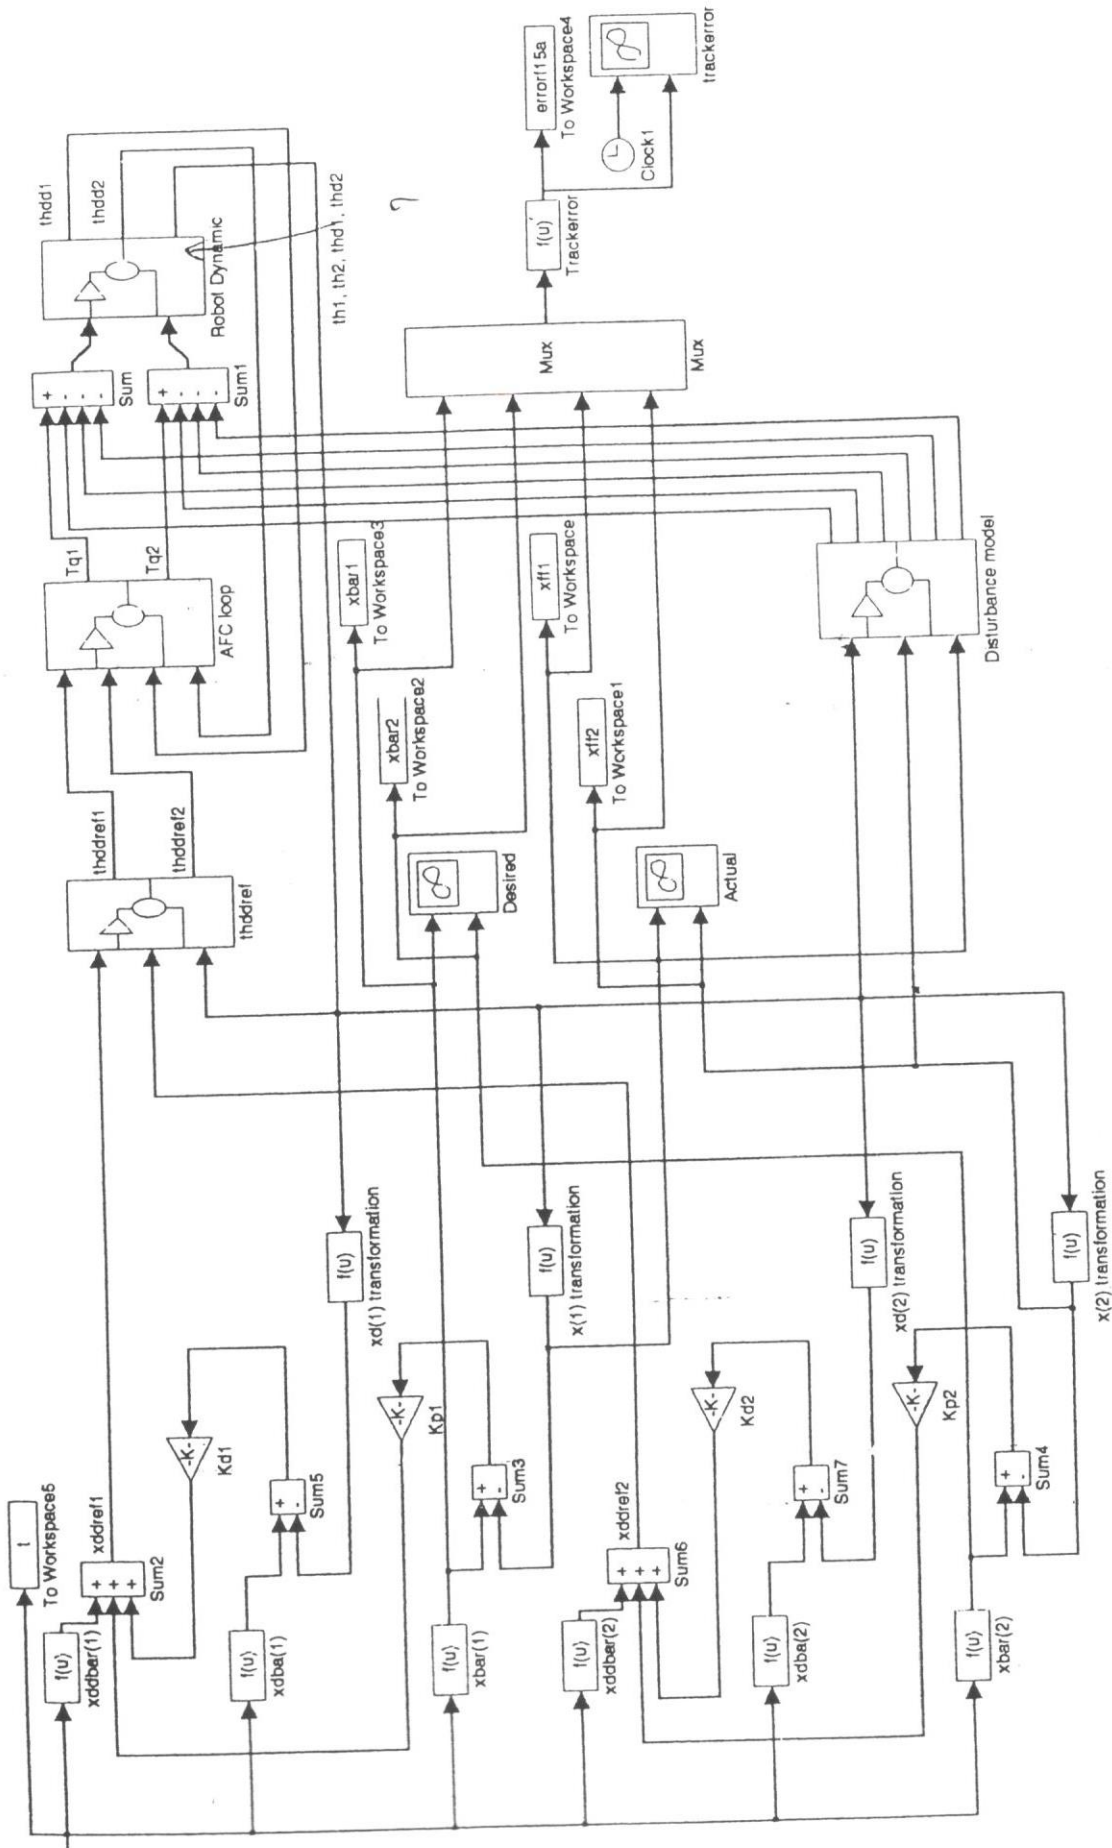 t
To Workspace5
f(u)
xddbar(1)
+
+
+
Sum2
xddref1
-K-
Kd1
f(u)
xdba(1)
+
-
Sum5
f(u)
xd(1) transformation
-K-
Kp1
f(u)
xbar(1)
+
-
Sum3
f(u)
x(1) transformation
f(u)
xddbar(2)
+
+
+
Sum6
xddref2
-K-
Kd2
f(u)
xdba(2)
+
-
Sum7
f(u)
xd(2) transformation
-K-
Kp2
f(u)
xbar(2)
+
-
Sum4
f(u)
x(2) transformation
thddref
thddref1
thddref2
AFC loop
Tq1
Tq2
+
-
-
-
Sum
+
-
-
-
Sum1
Robot Dynamic
thdd1
thdd2
th1, th2, thd1, thd2
Desired
xbar2
To Workspace2
xbar1
To Workspace3
Actual
xff2
To Workspace1
xff1
To Workspace
Disturbance model
Mux
Mux
f(u)
Trackerror
error15a
To Workspace4
Clock1
trackerror